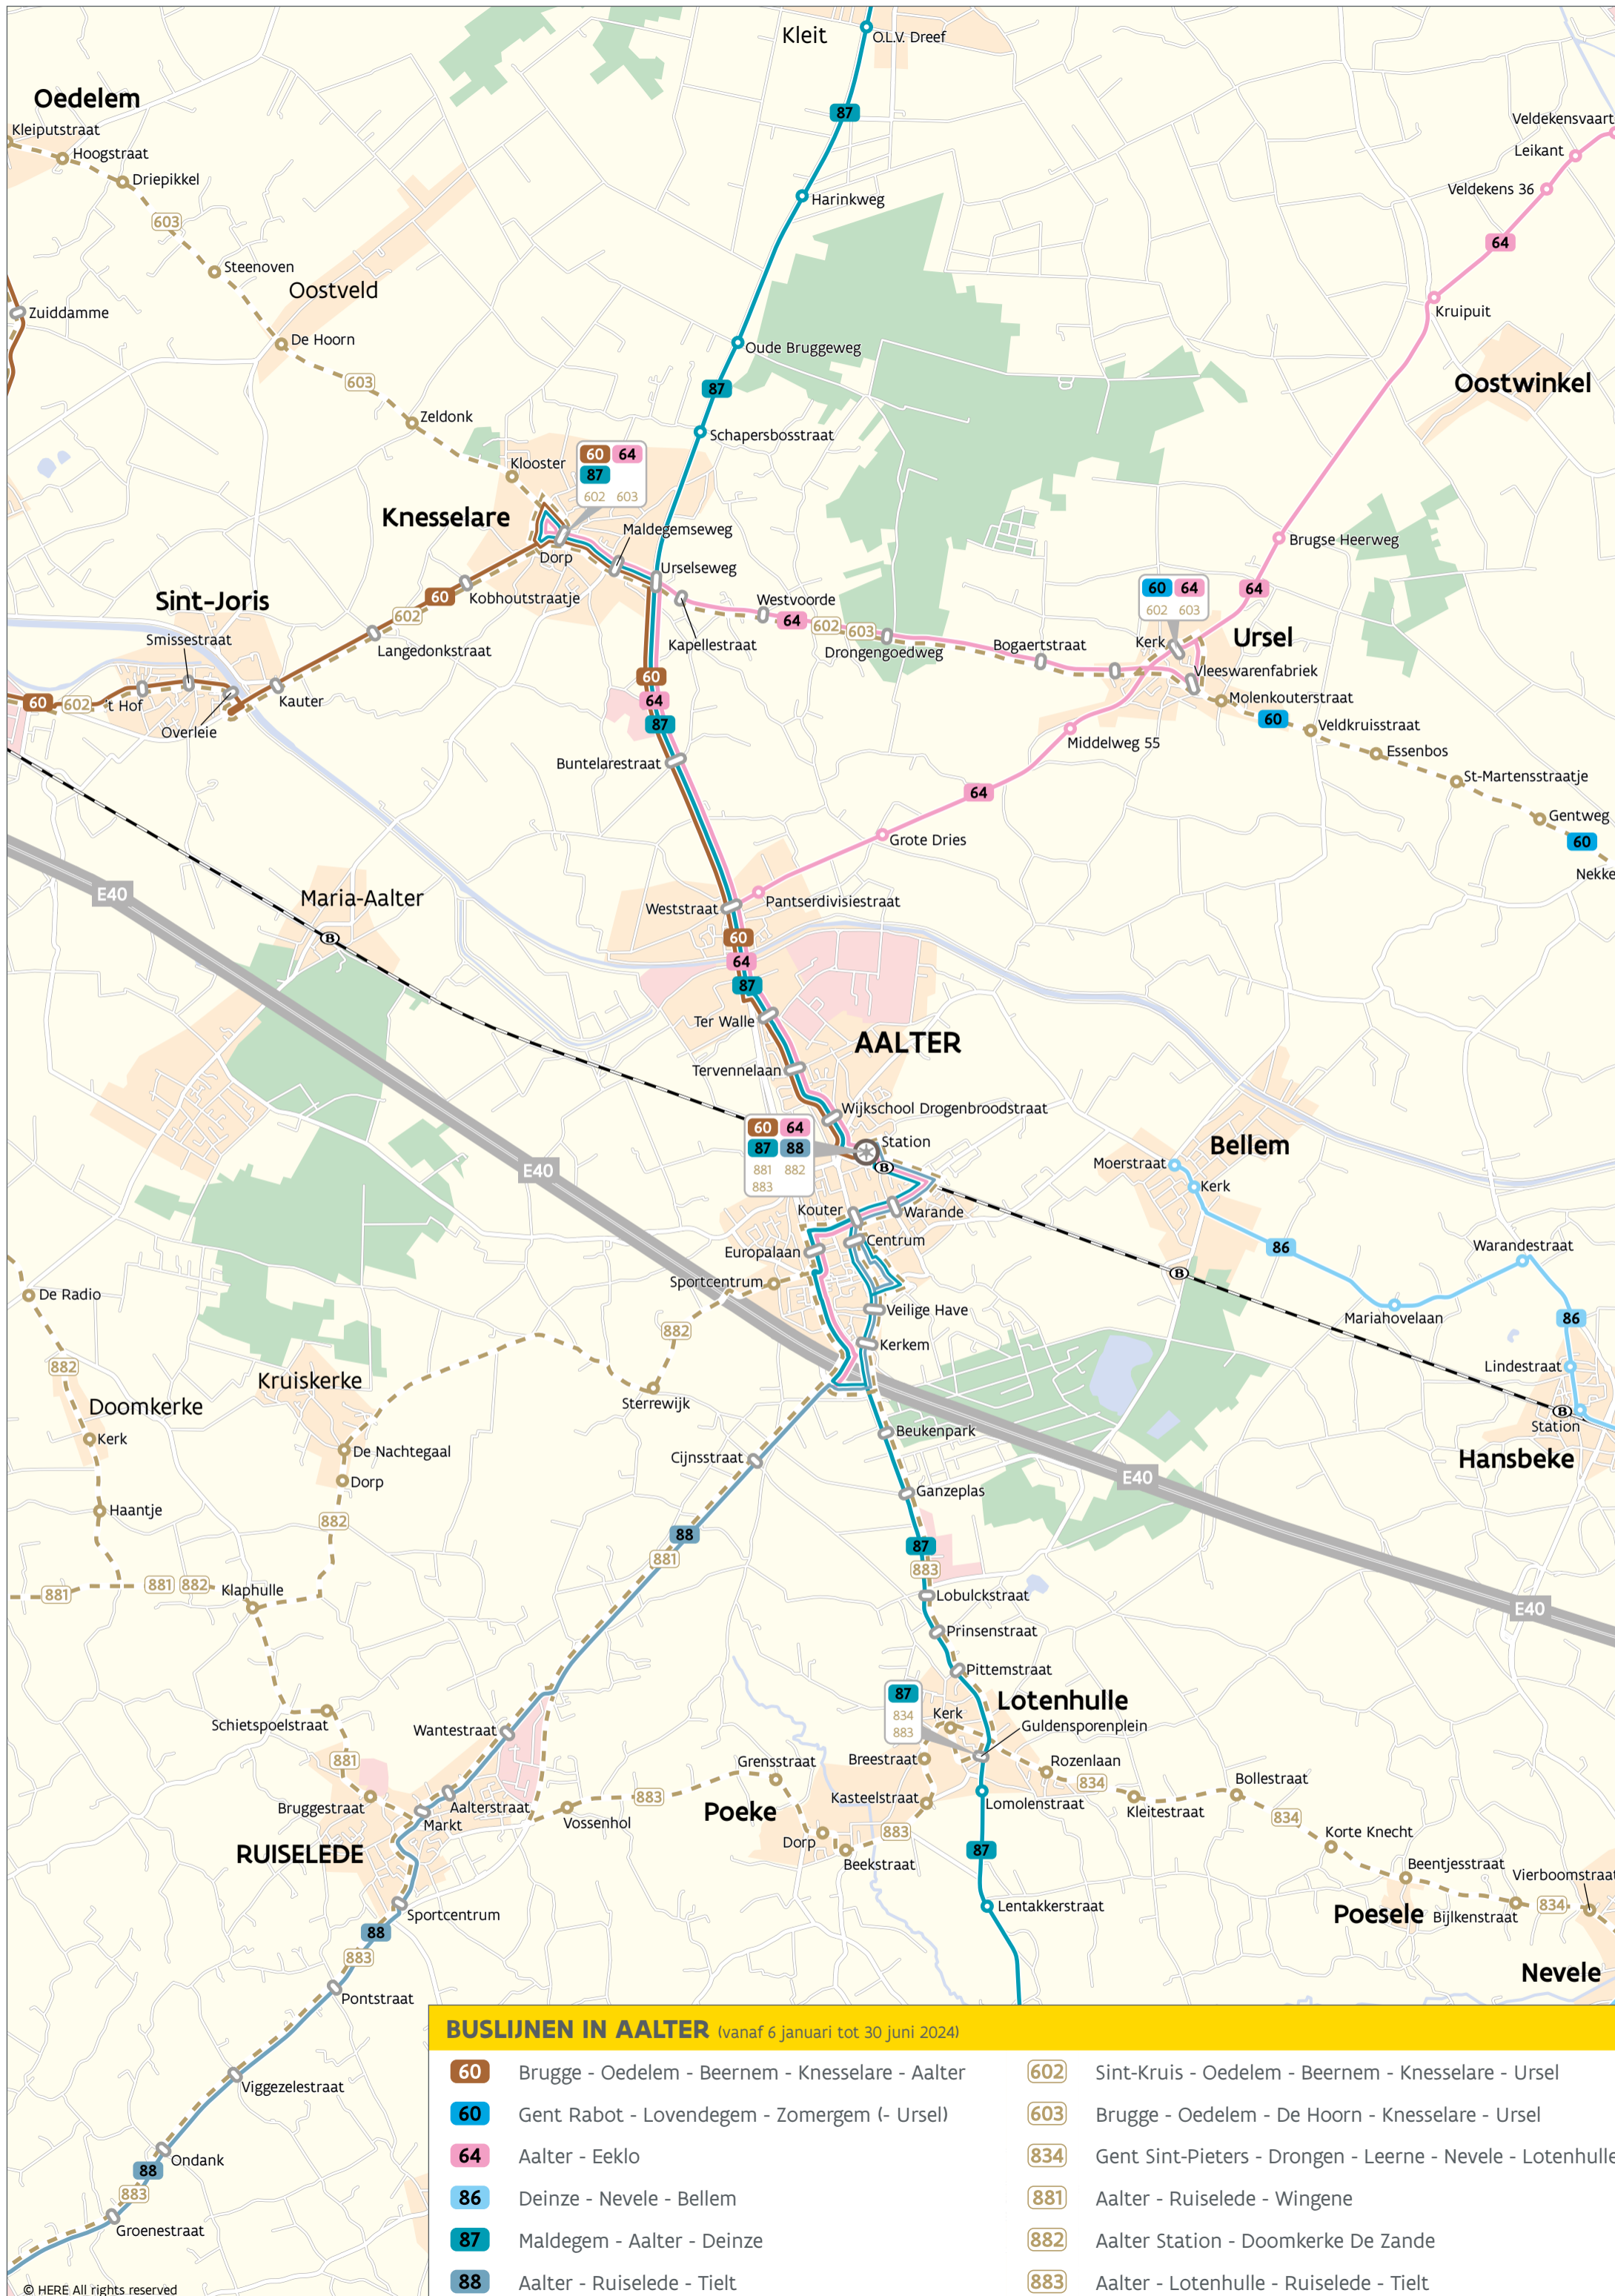 Kleit
O.L.V. Dreef
Oedelem
Kleiputstraat
Hoogstraat
Driepikkel
87
Veldekensvaart
Leikant
Veldekens 36
603
Harinkweg
64
Steenoven
Oostveld
Zuiddamme
Kruipuit
De Hoorn
Oude Bruggeweg
603
87
Oostwinkel
Zeldonk
Schapersbosstraat
Klooster
60 64
87
602 603
Knesselare
Maldegemseweg
Dorp
Urselseweg
Brugse Heerweg
60
Kobhoutstraatje
Sint-Joris
602
Smissestraat
Langedonkstraat
Kapellestraat
Westvoorde
64
602
603
Drongengoedweg
Bogaertstraat
60 64
602 603
64
Kerk
Ursel
Vleeswarenfabriek
Molenkouterstraat
60
Veldkruisstraat
Essenbos
St-Martensstraatje
Gentweg
60
Nekke
60
602
't Hof
Overleie
Kauter
60
64
87
Middelweg 55
Buntelarestraat
64
Grote Dries
E40
Maria-Aalter
B
Weststraat
Pantserdivisiestraat
60
64
87
Ter Walle
AALTER
Tervennelaan
Wijkschool Drogenbroodstraat
60 64
87 88
881 882
883
Station
B
E40
Bellem
Moerstraat
Kerk
Kouter
Warande
Centrum
Europalaan
86
Warandestraat
B
Sportcentrum
De Radio
Veilige Have
Mariahovelaan
86
882
Kerkem
882
Lindestraat
Kruiskerke
Doomkerke
Sterrewijk
B
Station
Kerk
De Nachtegaal
Beukenpark
Cijnsstraat
Hansbeke
E40
Dorp
Ganzeplas
Haantje
882
88
87
881
883
881
881
882
Klaphulle
Lobulckstraat
E40
Prinsenstraat
Pittemstraat
87
834
883
Lotenhulle
Kerk
Guldensporenplein
Schietspoelstraat
Wantestraat
881
Grensstraat
Breestraat
Rozenlaan
834
Bollestraat
Bruggestraat
Aalterstraat
Markt
883
Vossenhol
Poeke
Kasteelstraat
Lomolenstraat
Kleitestraat
834
Dorp
883
Korte Knecht
RUISELEDE
Beekstraat
87
Beentjesstraat
Vierboomstraat
Sportcentrum
Lentakkerstraat
Poesele
Bijlkenstraat
834
88
883
Nevele
Pontstraat
Viggezelestraat
Ondank
88
883
Groenestraat
BUSLIJNEN IN AALTER (vanaf 6 januari tot 30 juni 2024)
60 Brugge - Oedelem - Beernem - Knesselare - Aalter
60 Gent Rabot - Lovendegem - Zomergem (- Ursel)
64 Aalter - Eeklo
86 Deinze - Nevele - Bellem
87 Maldegem - Aalter - Deinze
88 Aalter - Ruiselede - Tielt
602 Sint-Kruis - Oedelem - Beernem - Knesselare - Ursel
603 Brugge - Oedelem - De Hoorn - Knesselare - Ursel
834 Gent Sint-Pieters - Drongen - Leerne - Nevele - Lotenhulle
881 Aalter - Ruiselede - Wingene
882 Aalter Station - Doomkerke De Zande
883 Aalter - Lotenhulle - Ruiselede - Tielt
© HERE All rights reserved